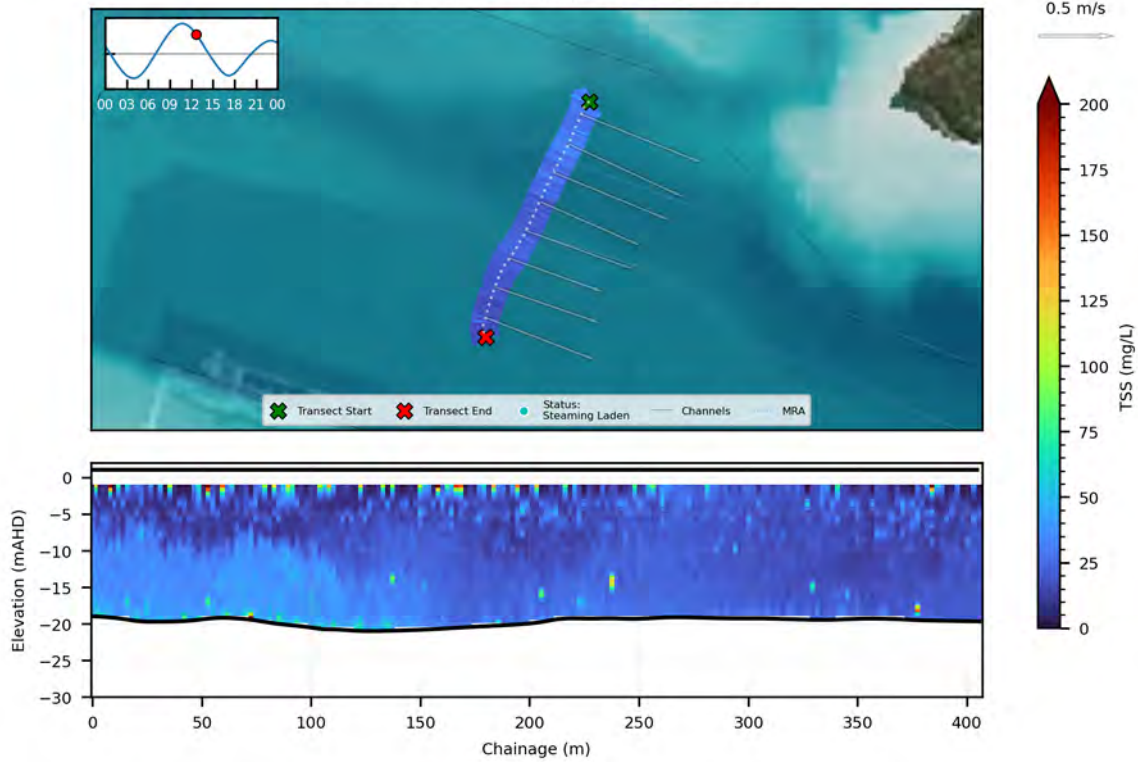 0.5 m/s
00 03 06 09 12 15 18 21 00
Transect Start
Transect End
Status:
Steaming Laden
Channels
MRA
200
175
150
125
100
75
50
25
0
TSS (mg/L)
0
−5
−10
−15
−20
−25
−30
Elevation (mAHD)
0 50 100 150 200 250 300 350 400
Chainage (m)